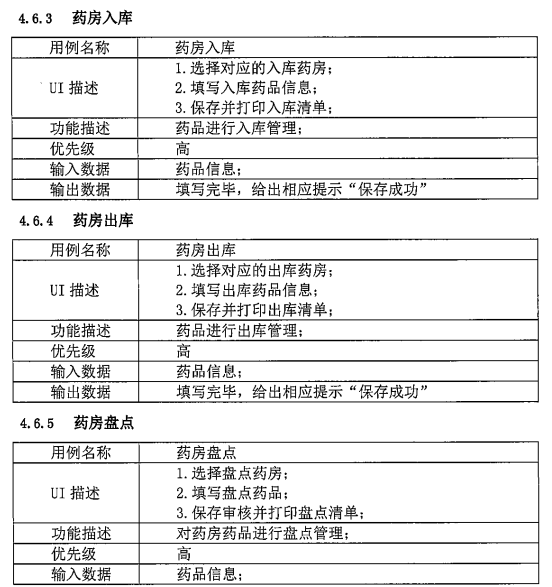 4.6.3 药房入库
用例名称 药房入库
UI 描述 1.选择对应的入库药房；
2.填写入库药品信息；
3.保存并打印入库清单；
功能描述 药品进行入库管理；
优先级 高
输入数据 药品信息；
输出数据 填写完毕，给出相应提示“保存成功”
4.6.4 药房出库
用例名称 药房出库
UI 描述 1.选择对应的出库药房；
2.填写出库药品信息；
3.保存并打印出库清单；
功能描述 药品进行出库管理；
优先级 高
输入数据 药品信息；
输出数据 填写完毕，给出相应提示“保存成功”
4.6.5 药房盘点
用例名称 药房盘点
UI 描述 1.选择盘点药房；
2.填写盘点药品；
3.保存审核并打印盘点清单；
功能描述 对药房药品进行盘点管理；
优先级 高
输入数据 药品信息；